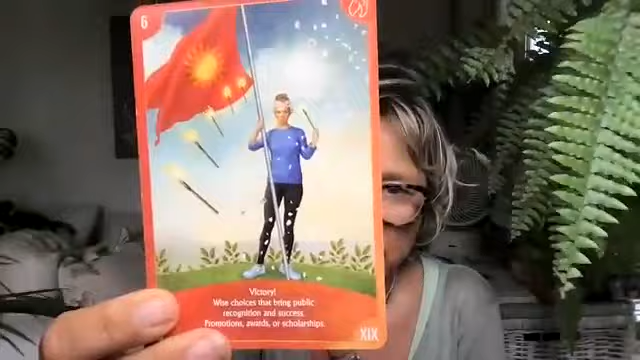 6
Victory!
Wise choices that bring public
recognition and success.
Promotions, awards, or scholarships.
XIX